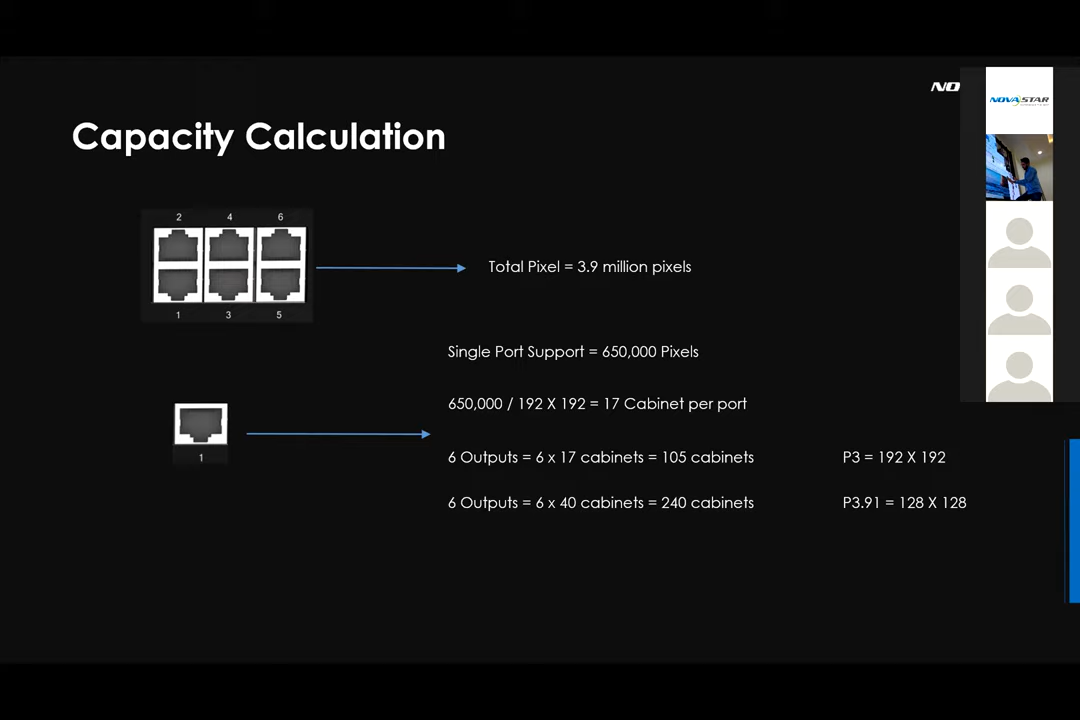 NO
NOVASTAR
Capacity Calculation
2 4 6
Total Pixel = 3.9 million pixels
1 3 5
Single Port Support = 650,000 Pixels
650,000 / 192 X 192 = 17 Cabinet per port
1
6 Outputs = 6 x 17 cabinets = 105 cabinets P3 = 192 X 192
6 Outputs = 6 x 40 cabinets = 240 cabinets P3.91 = 128 X 128